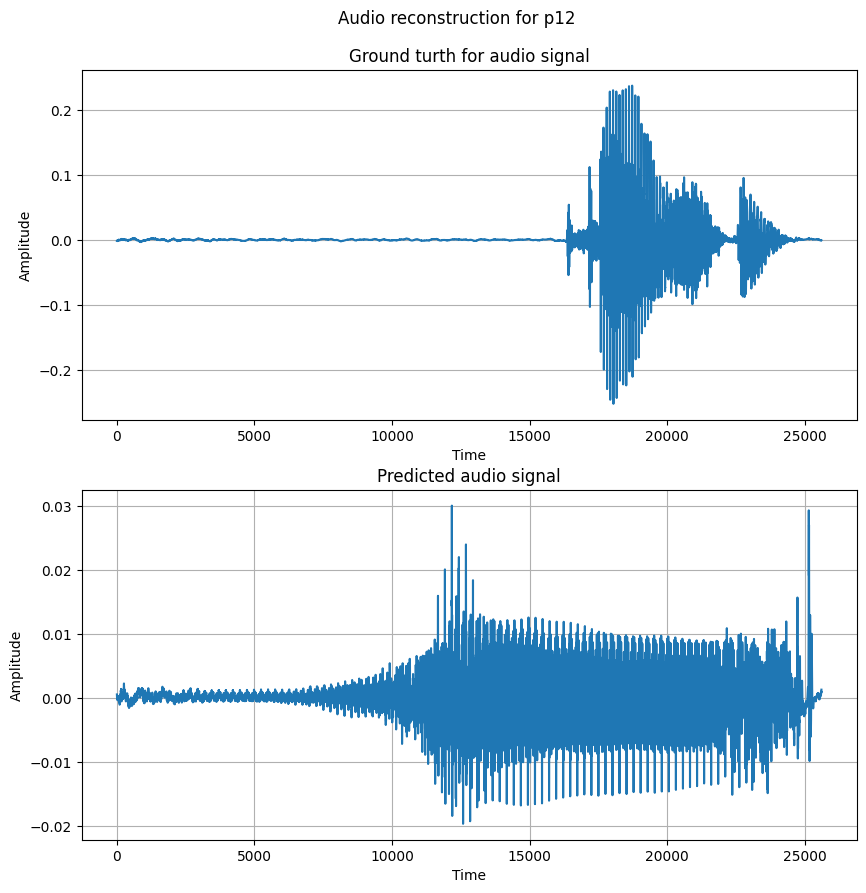 Audio reconstruction for p12
Ground turth for audio signal
0.2
0.1
0.0
−0.1
−0.2
Amplitude
0 5000 10000 15000 20000 25000
Time
Predicted audio signal
0.03
0.02
0.01
0.00
−0.01
−0.02
Amplitude
0 5000 10000 15000 20000 25000
Time